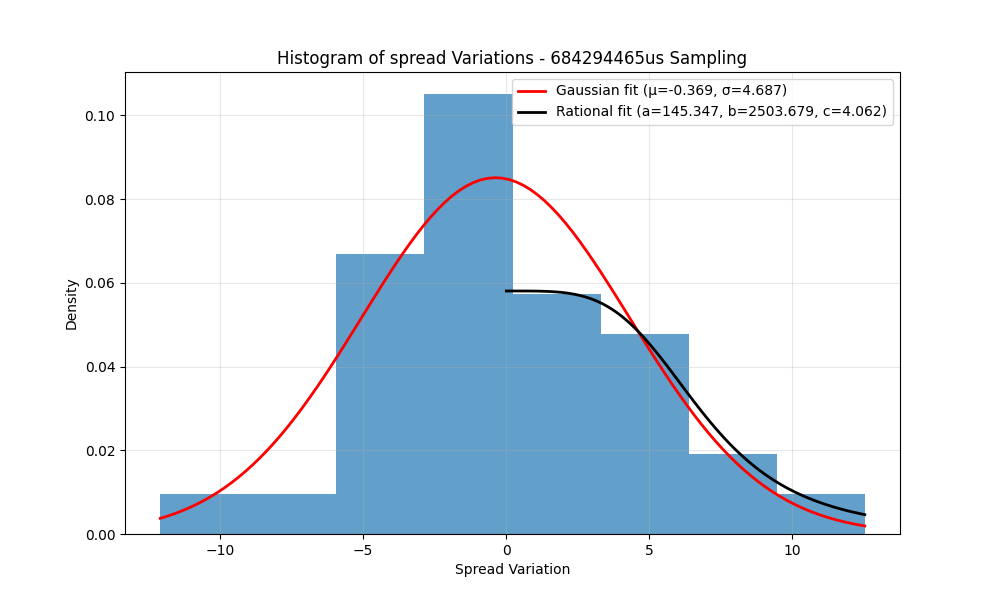 Histogram of spread Variations - 684294465us Sampling
Gaussian fit (μ=-0.369, σ=4.687)
Rational fit (a=145.347, b=2503.679, c=4.062)
Density
0.10
0.08
0.06
0.04
0.02
0.00
−10
−5
0
5
10
Spread Variation